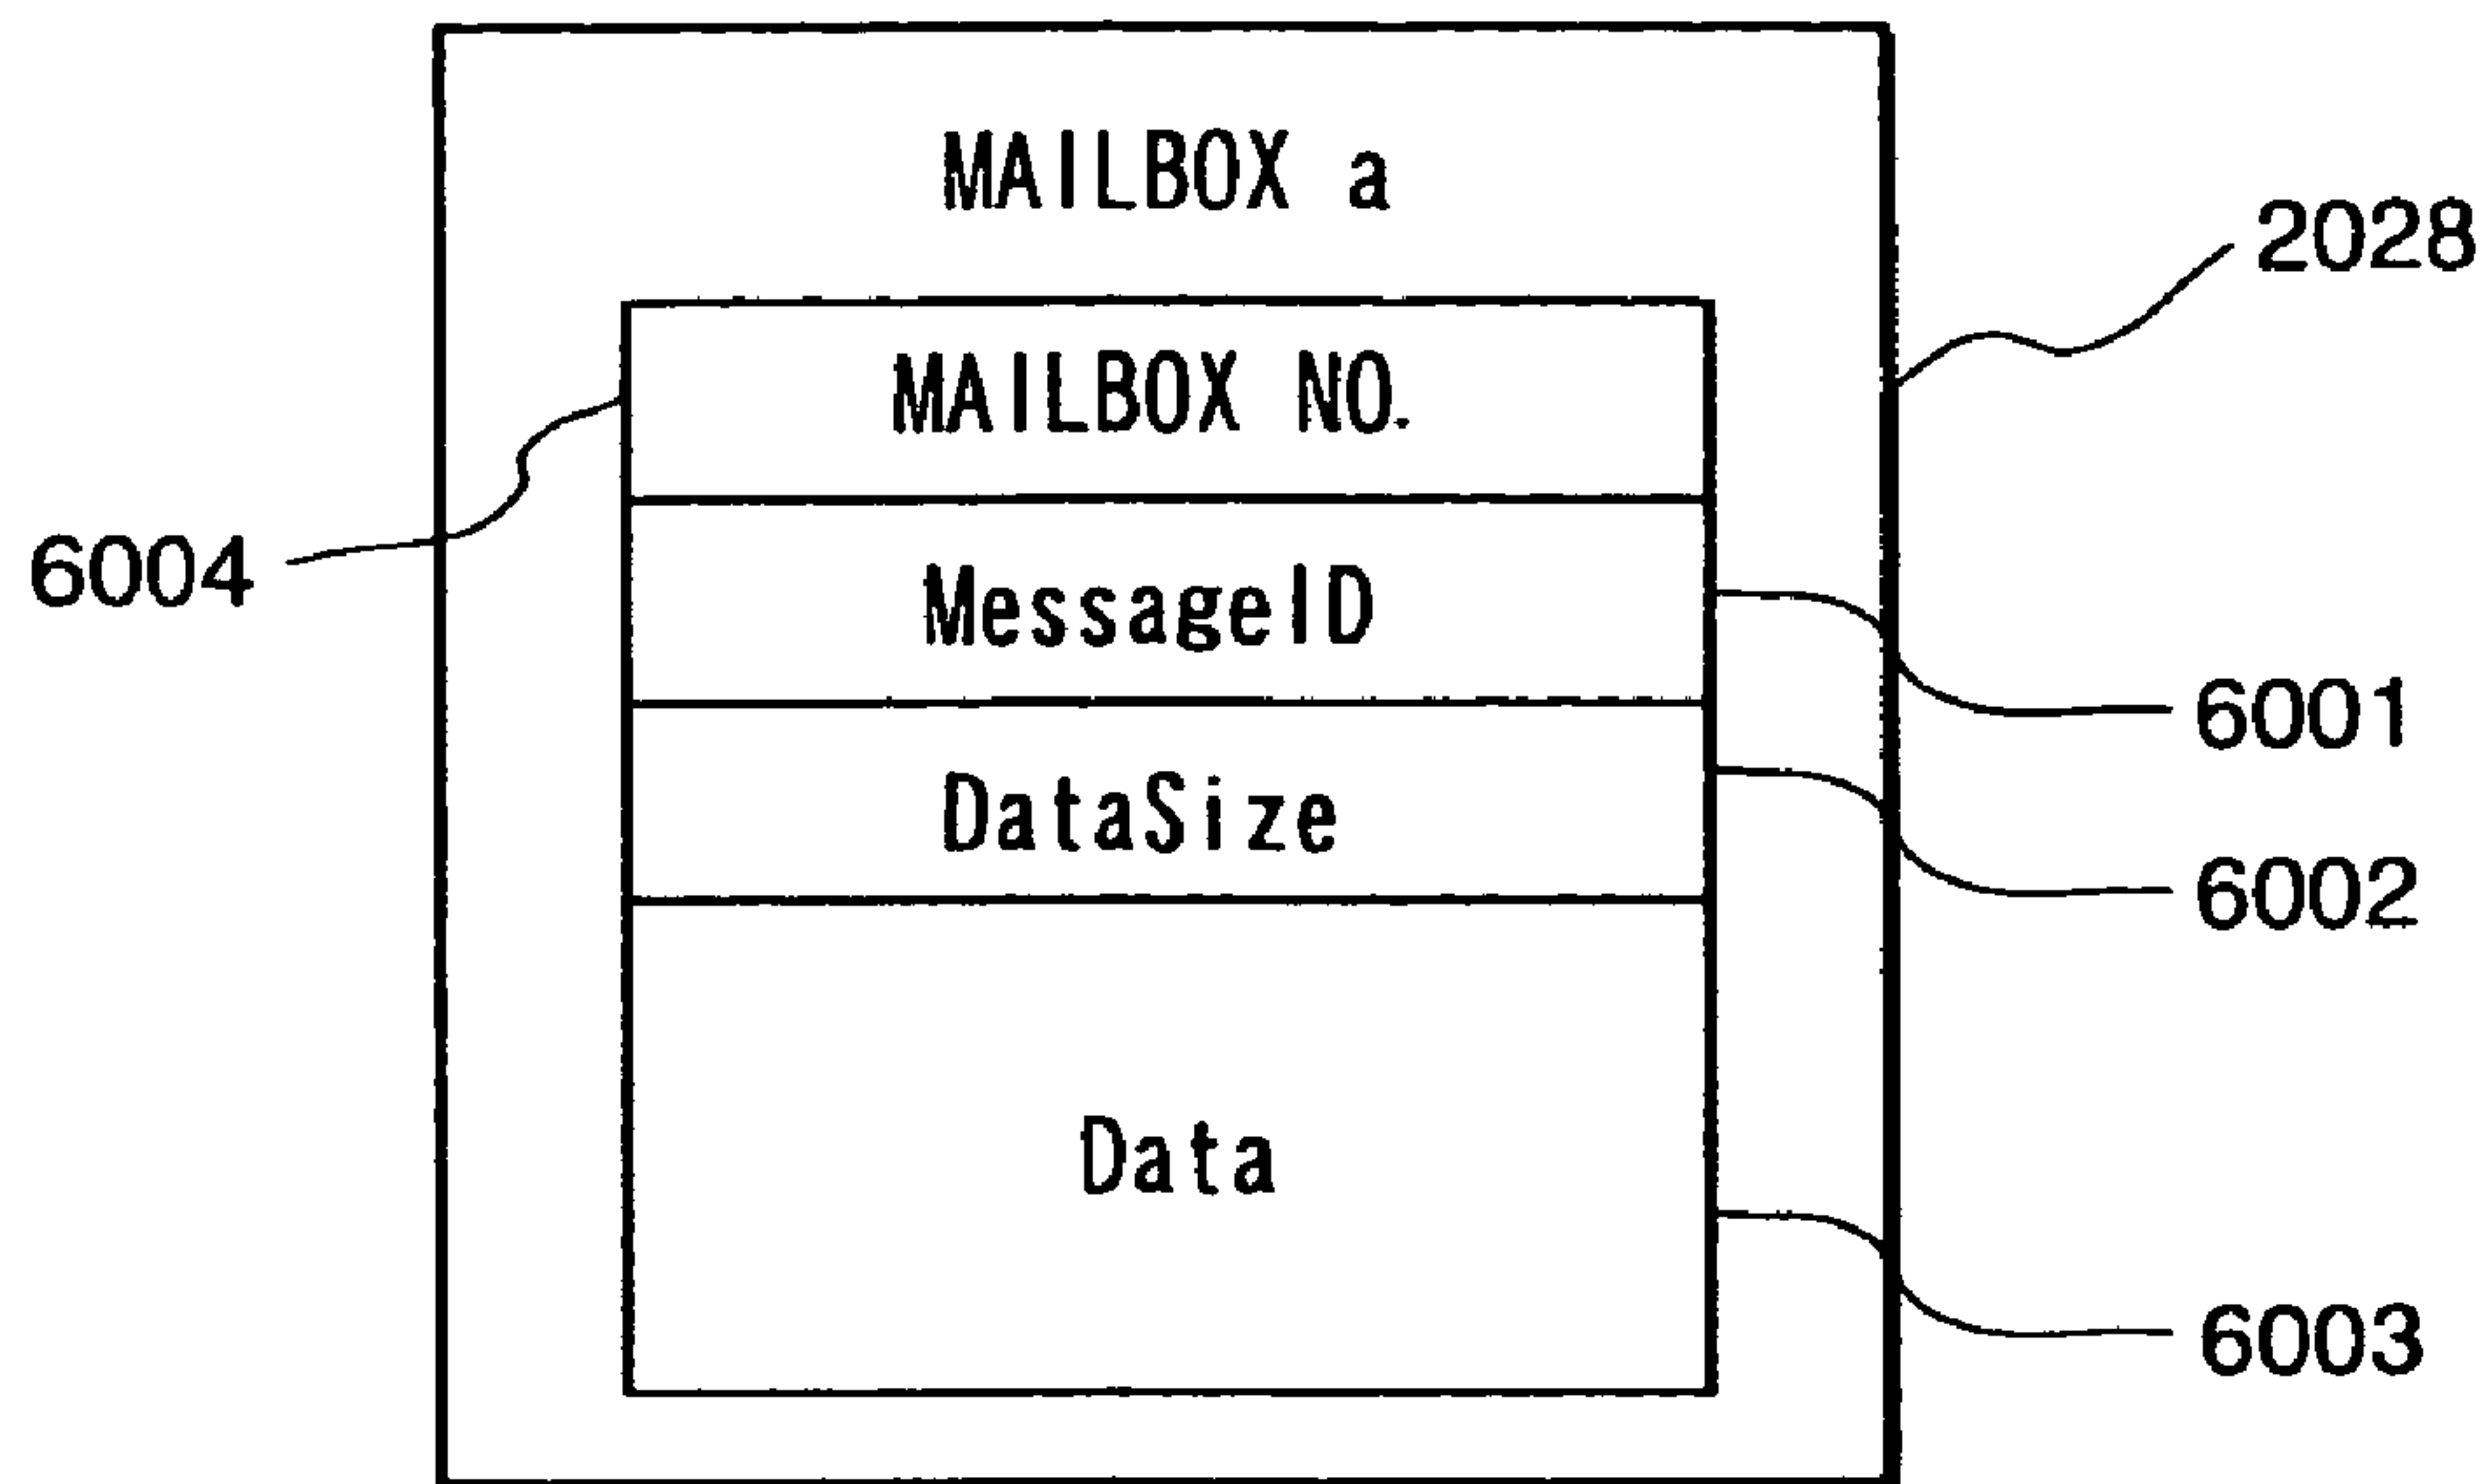 MAILBOX a
2028
MAILBOX NO.
6004
MessageID
6001
DataSize
6002
Data
6003